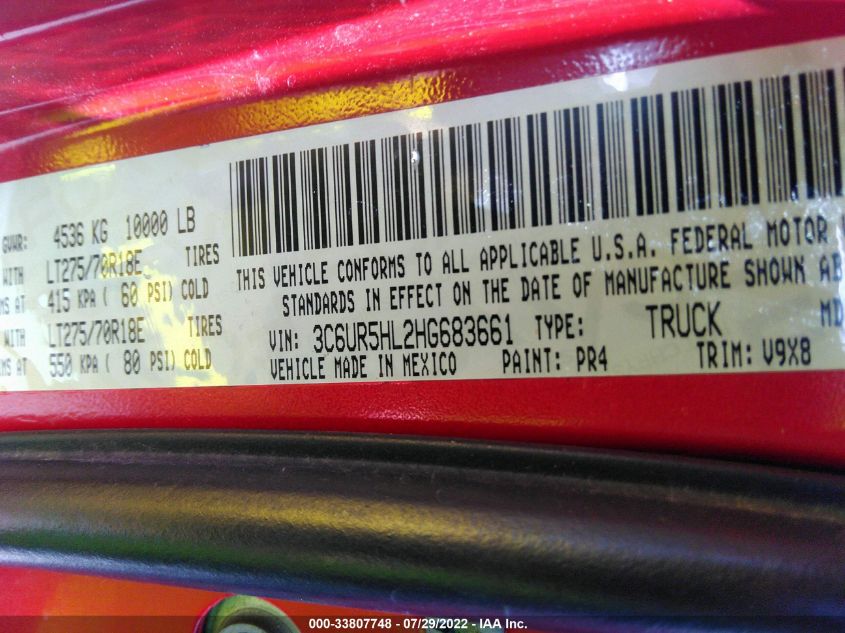 GVWR: 4536 KG 10000 LB
WITH LT275/70R18E TIRES
MS AT 415 KPA ( 60 PSI) COLD
WITH LT275/70R18E TIRES
MS AT 550 KPA ( 80 PSI) COLD
THIS VEHICLE CONFORMS TO ALL APPLICABLE U.S.A. FEDERAL MOTOR
STANDARDS IN EFFECT ON THE DATE OF MANUFACTURE SHOWN AB
VIN: 3C6UR5HL2HG683661 TYPE: TRUCK MD
VEHICLE MADE IN MEXICO PAINT: PR4 TRIM: V9X8
000-33807748 - 07/29/2022 - IAA Inc.